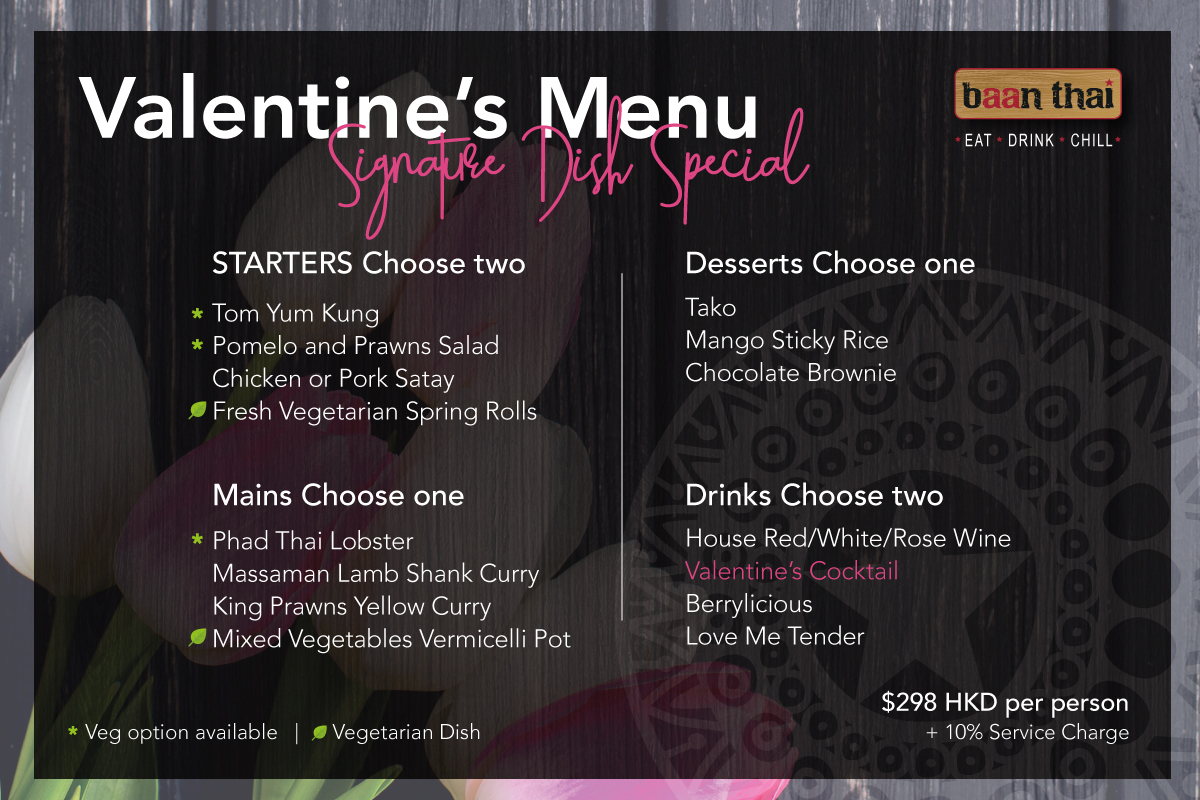 Valentine's Menu
Signature Dish Special
baan thai
EAT * DRINK * CHILL
STARTERS Choose two
* Tom Yum Kung
* Pomelo and Prawns Salad
Chicken or Pork Satay
Fresh Vegetarian Spring Rolls
Mains Choose one
* Phad Thai Lobster
Massaman Lamb Shank Curry
King Prawns Yellow Curry
Mixed Vegetables Vermicelli Pot
Desserts Choose one
Tako
Mango Sticky Rice
Chocolate Brownie
Drinks Choose two
House Red/White/Rose Wine
Valentine's Cocktail
Berrylicious
Love Me Tender
$298 HKD per person
+ 10% Service Charge
* Veg option available | Vegetarian Dish